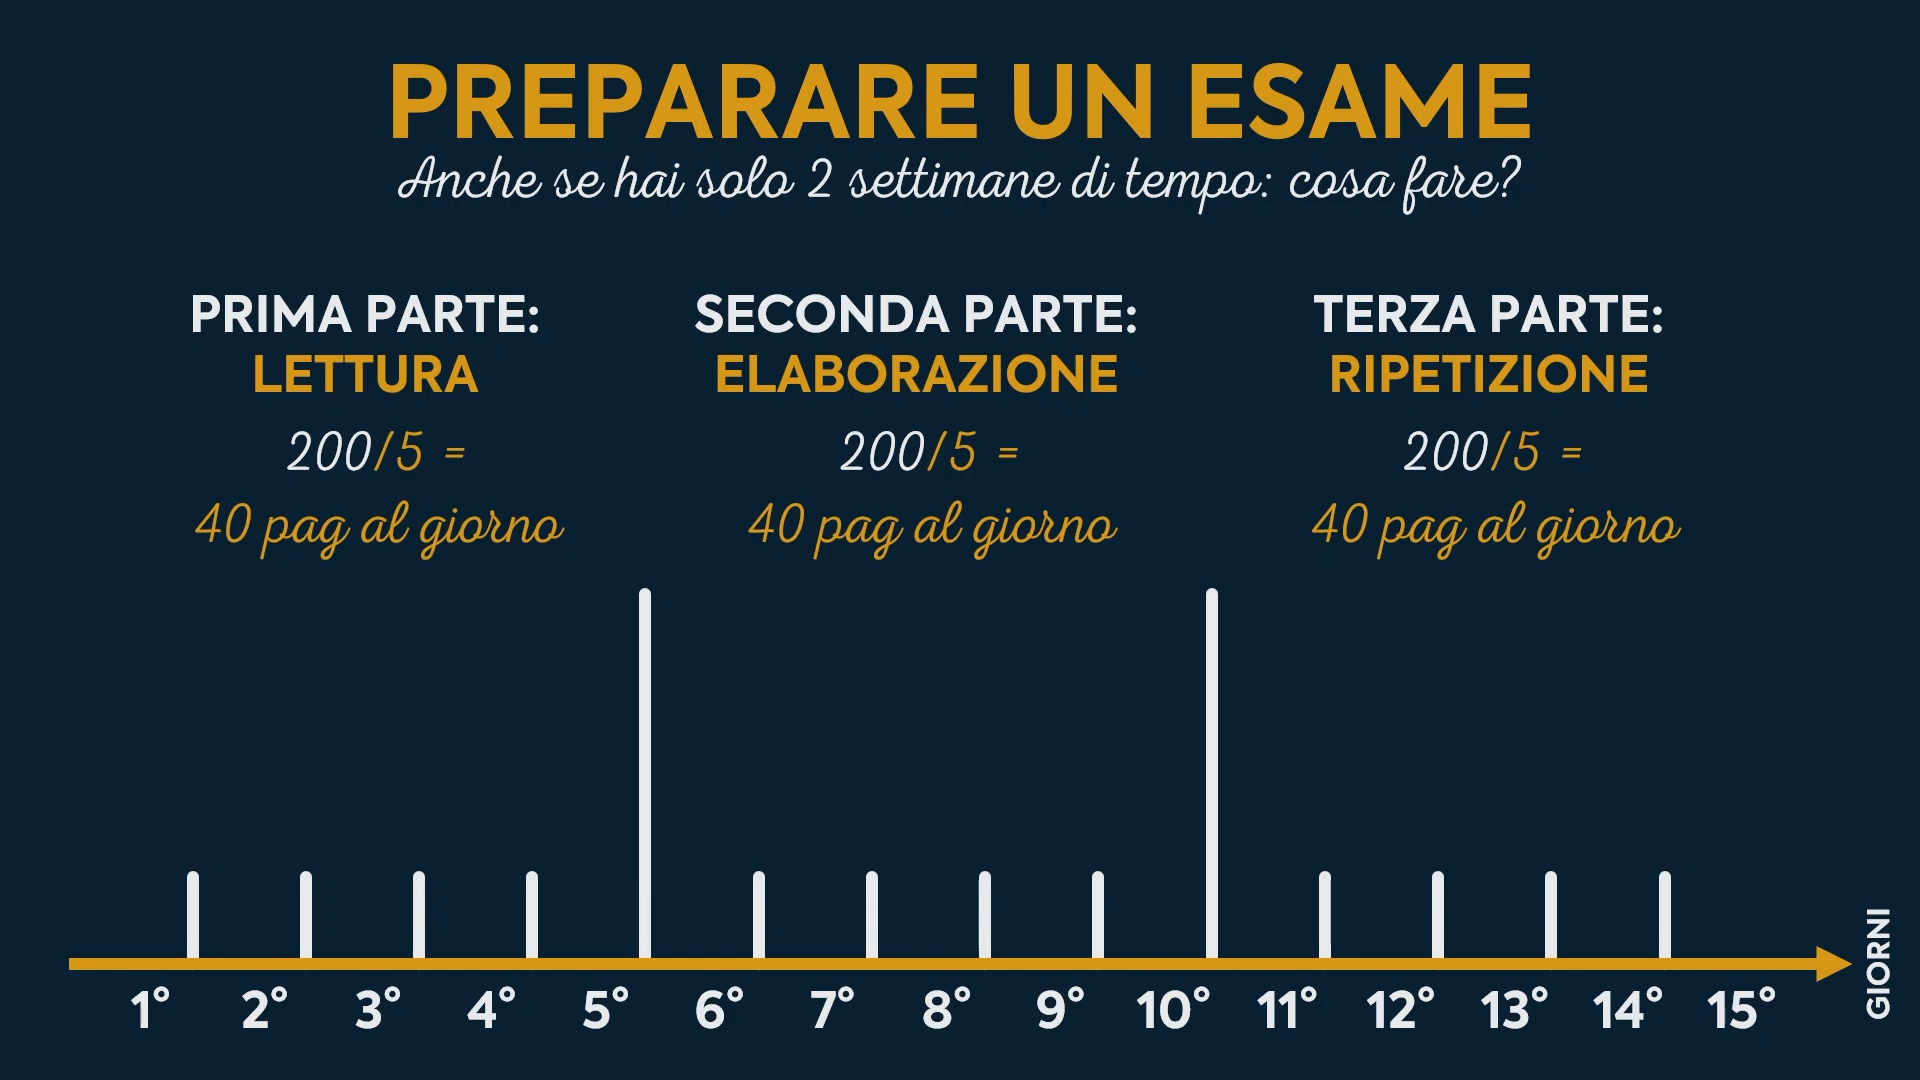 PREPARARE UN ESAME
Anche se hai solo 2 settimane di tempo: cosa fare?
PRIMA PARTE:
LETTURA
200/5 =
40 pag al giorno
SECONDA PARTE:
ELABORAZIONE
200/5 =
40 pag al giorno
TERZA PARTE:
RIPETIZIONE
200/5 =
40 pag al giorno
1° 2° 3° 4° 5° 6° 7° 8° 9° 10° 11° 12° 13° 14° 15°
GIORNI